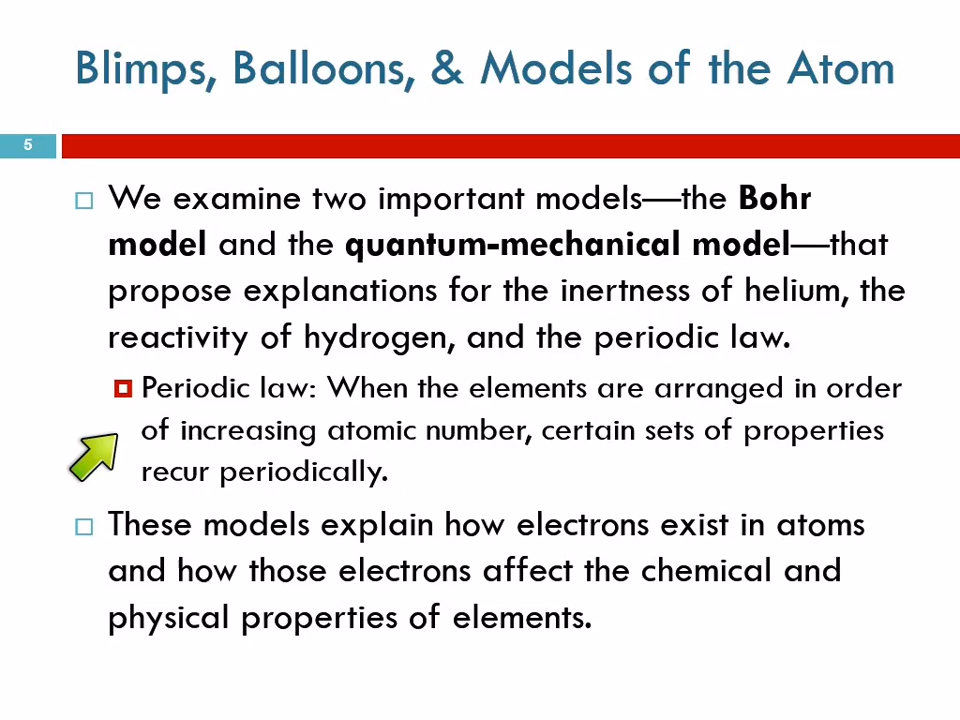 Blimps, Balloons, & Models of the Atom
5
We examine two important models—the Bohr
model and the quantum-mechanical model—that
propose explanations for the inertness of helium, the
reactivity of hydrogen, and the periodic law.
Periodic law: When the elements are arranged in order
of increasing atomic number, certain sets of properties
recur periodically.
These models explain how electrons exist in atoms
and how those electrons affect the chemical and
physical properties of elements.